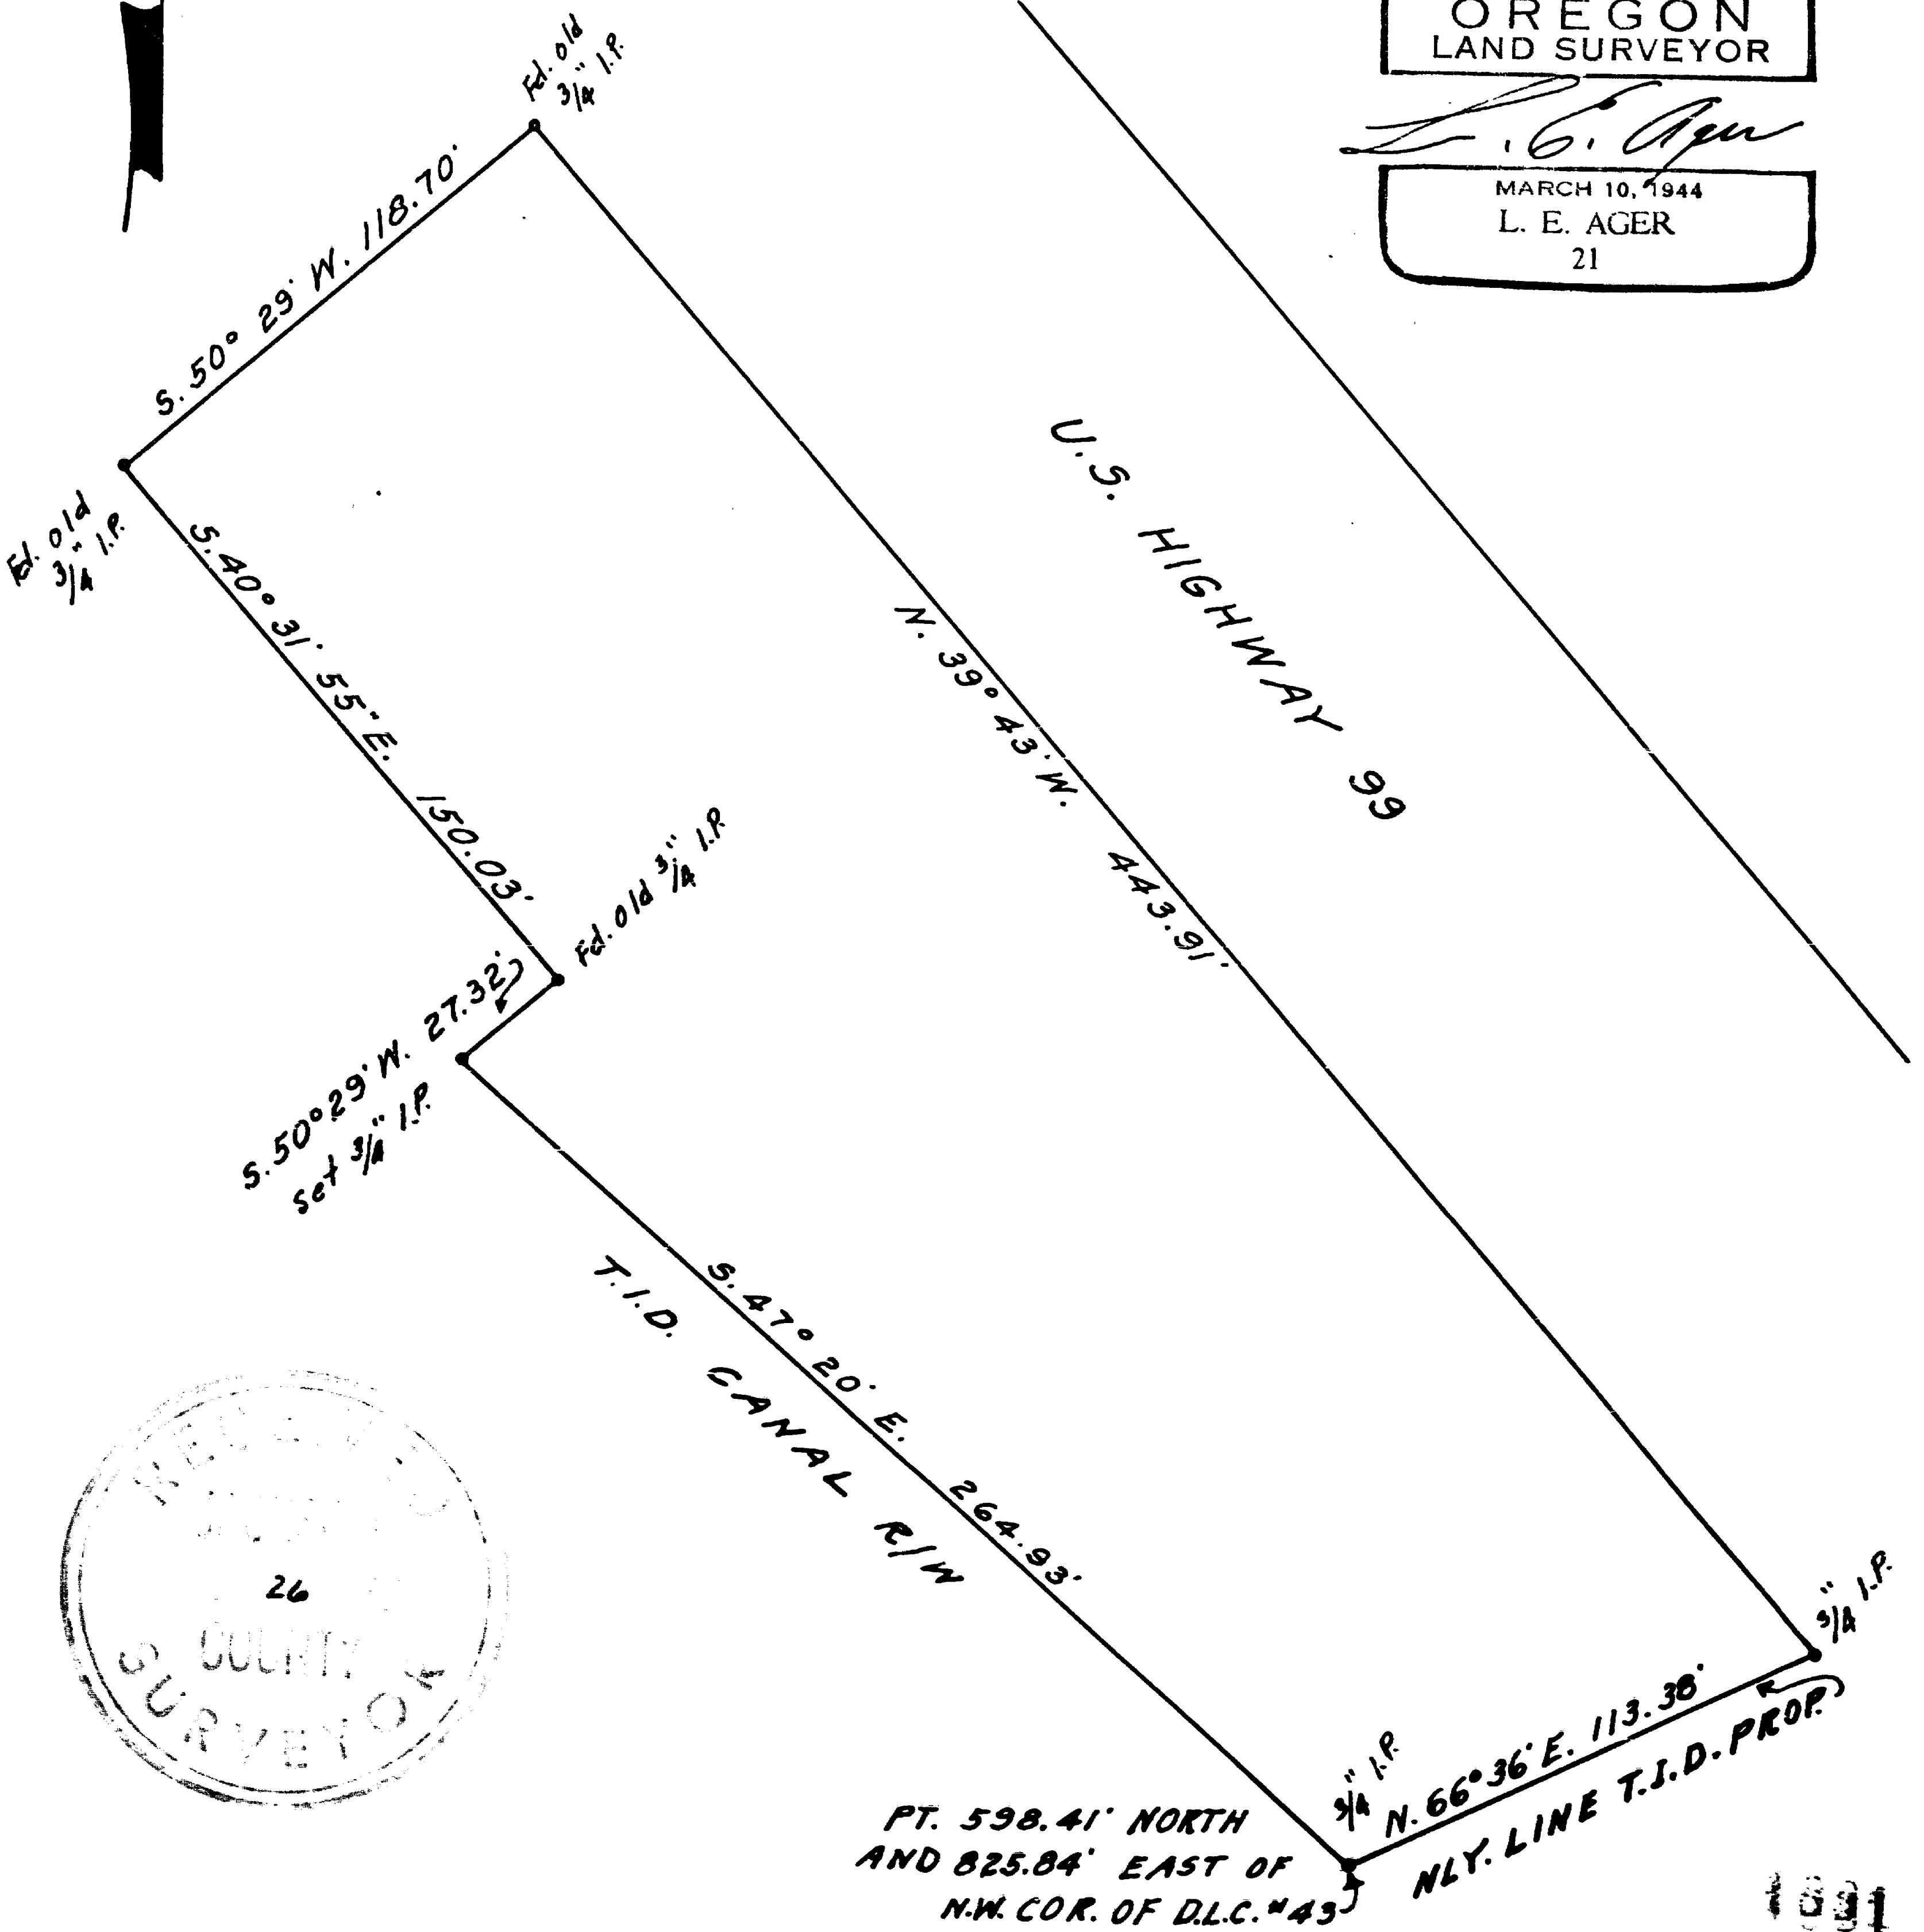 OREGON
LAND SURVEYOR
L. E. Ager
MARCH 10, 1944
L. E. AGER
21
Fd. old
3/4" I.P.
S. 50° 29' W. 118.70'
Fd. old
3/4" I.P.
S. 40° 31' 55" E. 150.03'
U.S. HIGHWAY 99
N. 39° 43' W. 443.91'
Fd. old 3/4" I.P.
S. 50° 29' W. 27.32'
Set 3/4" I.P.
S. 47° 20' E. 264.93'
T.I.D. CANAL R/W
3/4" I.P.
3/4" I.P.
N. 66° 36' E. 113.38'
NLY. LINE T.I.D. PROP.
PT. 598.41' NORTH
AND 825.84' EAST OF
N.W. COR. OF D.L.C. #43
26
COUNTY
SURVEYOR